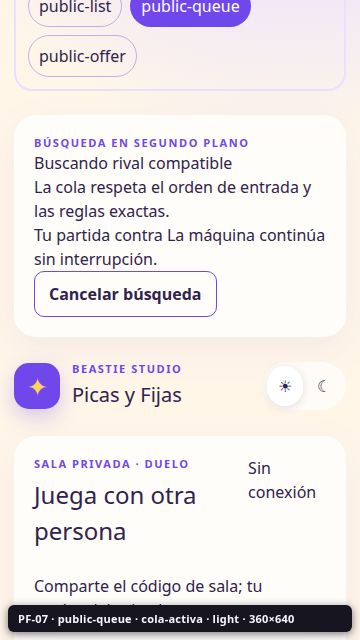 public-list
public-queue
public-offer
BÚSQUEDA EN SEGUNDO PLANO
Buscando rival compatible
La cola respeta el orden de entrada y
las reglas exactas.
Tu partida contra La máquina continúa
sin interrupción.
Cancelar búsqueda
BEASTIE STUDIO
Picas y Fijas
SALA PRIVADA · DUELO
Sin
conexión
Juega con otra
persona
Comparte el código de sala; tu
PF-07 · public-queue · cola-activa · light · 360×640